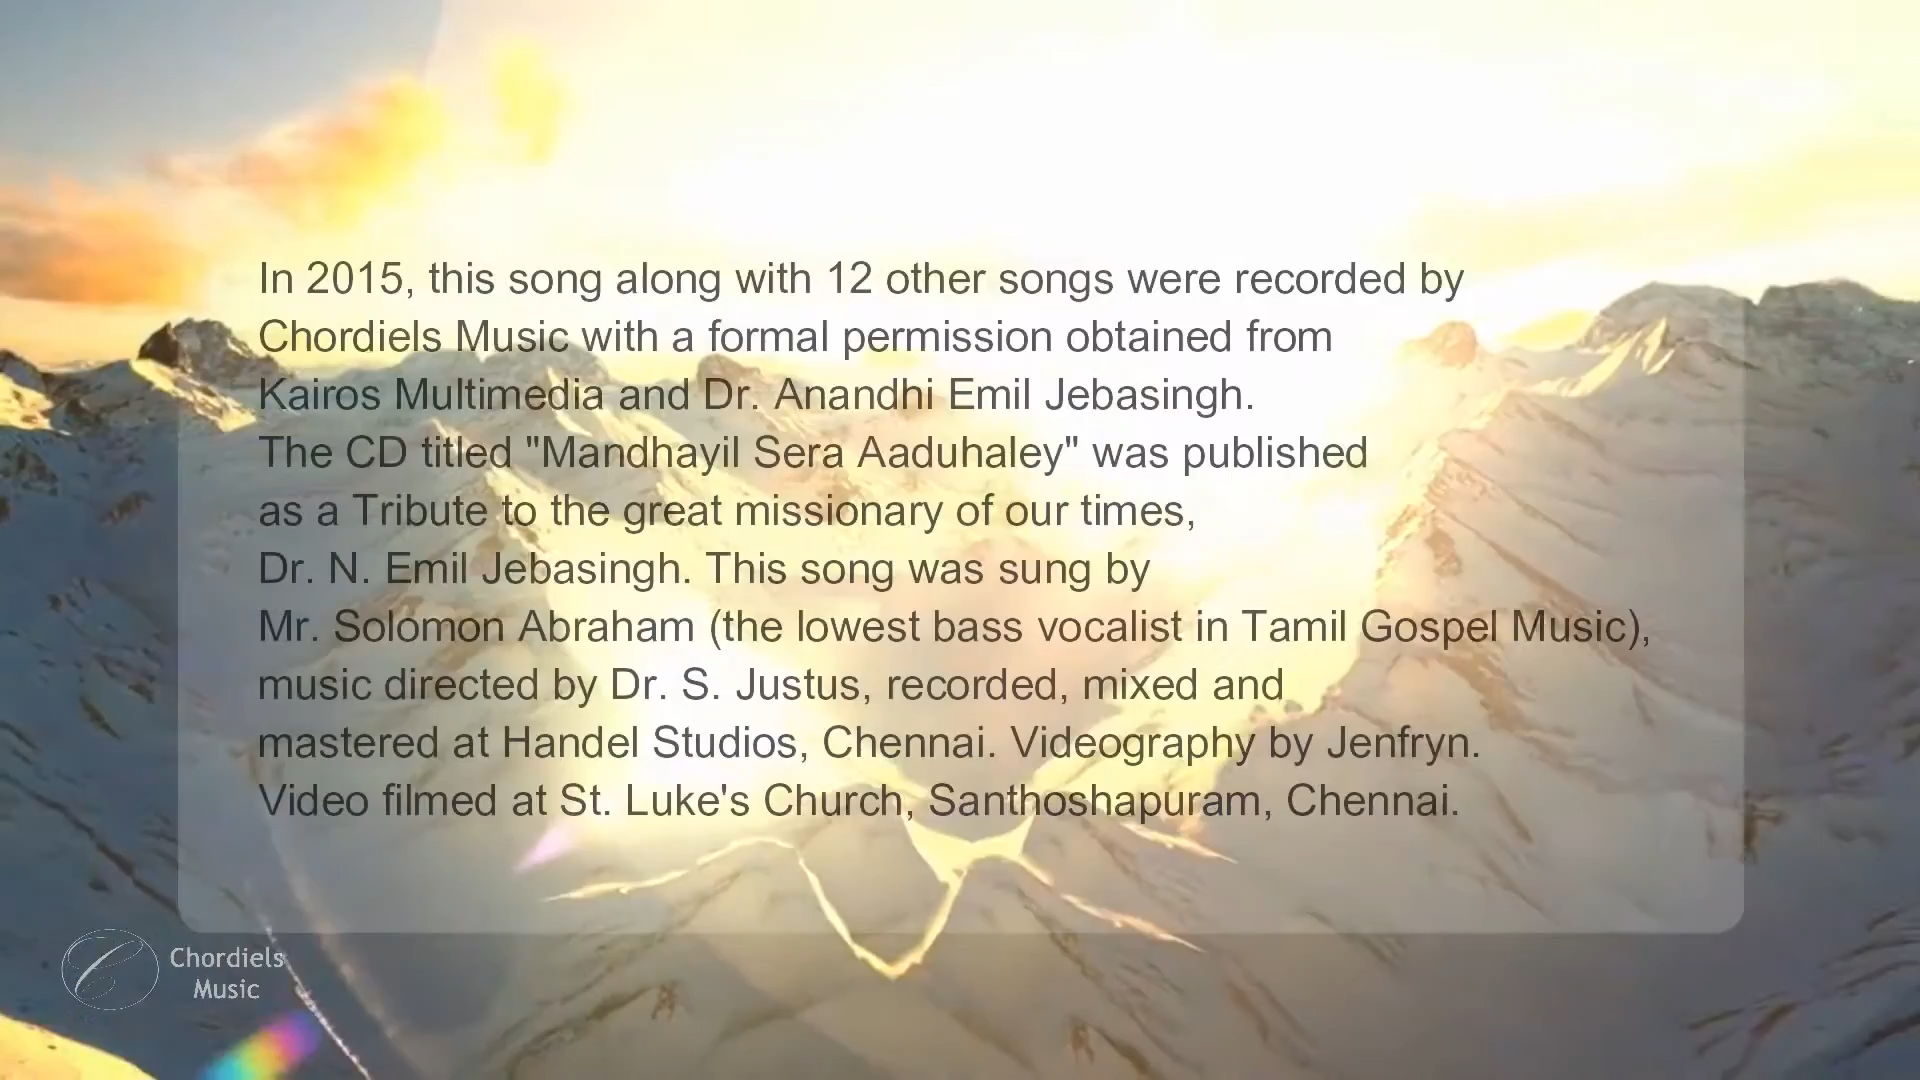 In 2015, this song along with 12 other songs were recorded by
Chordiels Music with a formal permission obtained from
Kairos Multimedia and Dr. Anandhi Emil Jebasingh.
The CD titled "Mandhayil Sera Aaduhaley" was published
as a Tribute to the great missionary of our times,
Dr. N. Emil Jebasingh. This song was sung by
Mr. Solomon Abraham (the lowest bass vocalist in Tamil Gospel Music),
music directed by Dr. S. Justus, recorded, mixed and
mastered at Handel Studios, Chennai. Videography by Jenfryn.
Video filmed at St. Luke's Church, Santhoshapuram, Chennai.
Chordiels
Music